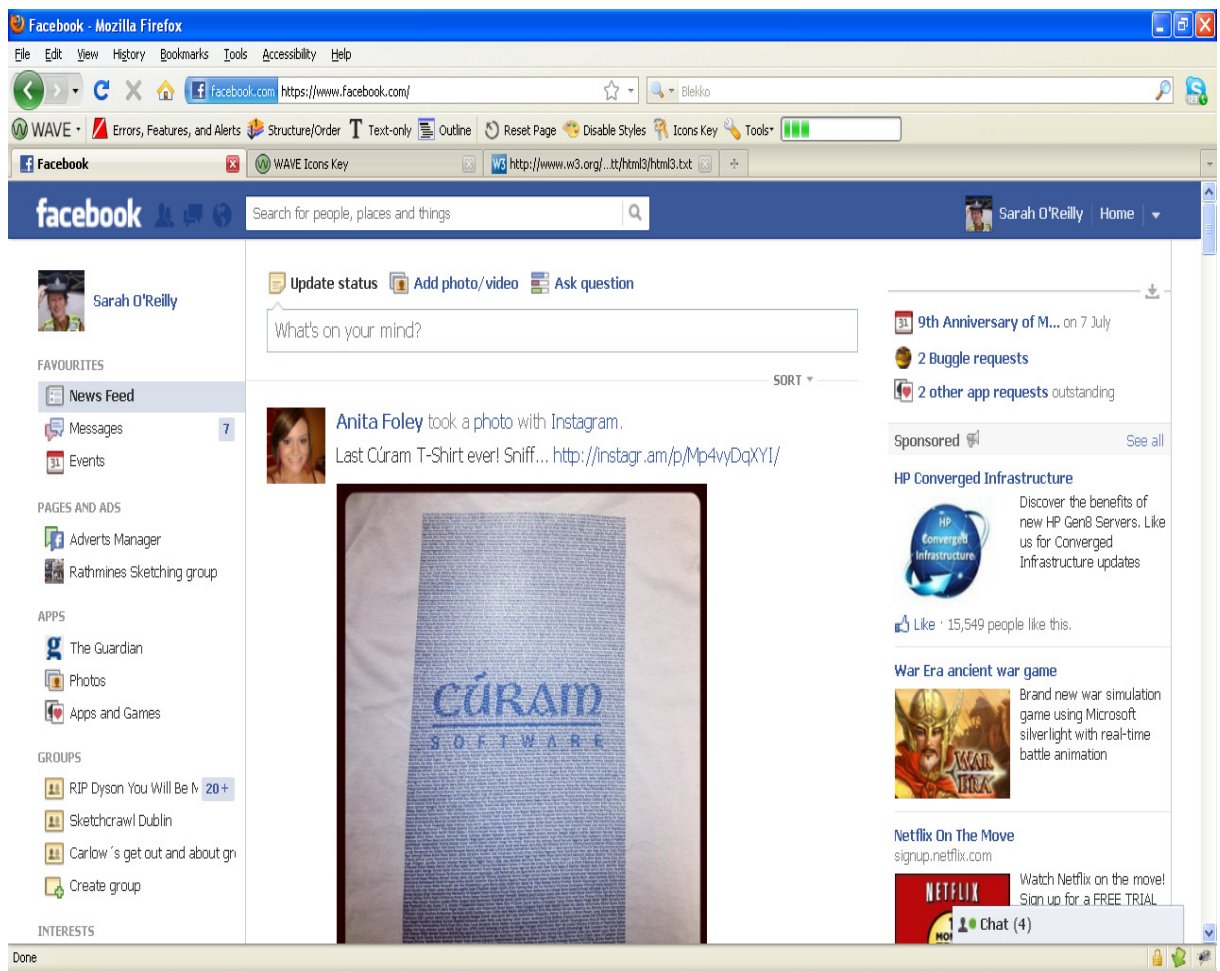 Facebook - Mozilla Firefox
File Edit View History Bookmarks Tools Accessibility Help
facebook.com https://www.facebook.com/
Blekko
WAVE Errors, Features, and Alerts Structure/Order Text-only Outline Reset Page Disable Styles Icons Key Tools
Facebook
WAVE Icons Key
http://www.w3.org/...tt/html3/html3.txt
facebook
Search for people, places and things
Sarah O'Reilly Home
Sarah O'Reilly
FAVOURITES
News Feed
Messages 7
Events
PAGES AND ADS
Adverts Manager
Rathmines Sketching group
APPS
The Guardian
Photos
Apps and Games
GROUPS
RIP Dyson You Will Be M 20+
Sketchcrawl Dublin
Carlow ´s get out and about gr
Create group
INTERESTS
Update status Add photo/video Ask question
What's on your mind?
SORT
Anita Foley took a photo with Instagram.
Last Cúram T-Shirt ever! Sniff... http://instagr.am/p/Mp4vyDqXYI/
CÚRAM
SOFTWARE
9th Anniversary of M... on 7 July
2 Buggle requests
2 other app requests outstanding
Sponsored See all
HP Converged Infrastructure
HP
Converged
Infrastructure
Discover the benefits of
new HP Gen8 Servers. Like
us for Converged
Infrastructure updates
Like · 15,549 people like this.
War Era ancient war game
WAR
ERA
Brand new war simulation
game using Microsoft
silverlight with real-time
battle animation
Netflix On The Move
signup.netflix.com
NETFLIX
Watch Netflix on the move!
Sign up for a FREE TRIAL
Chat (4)
Done